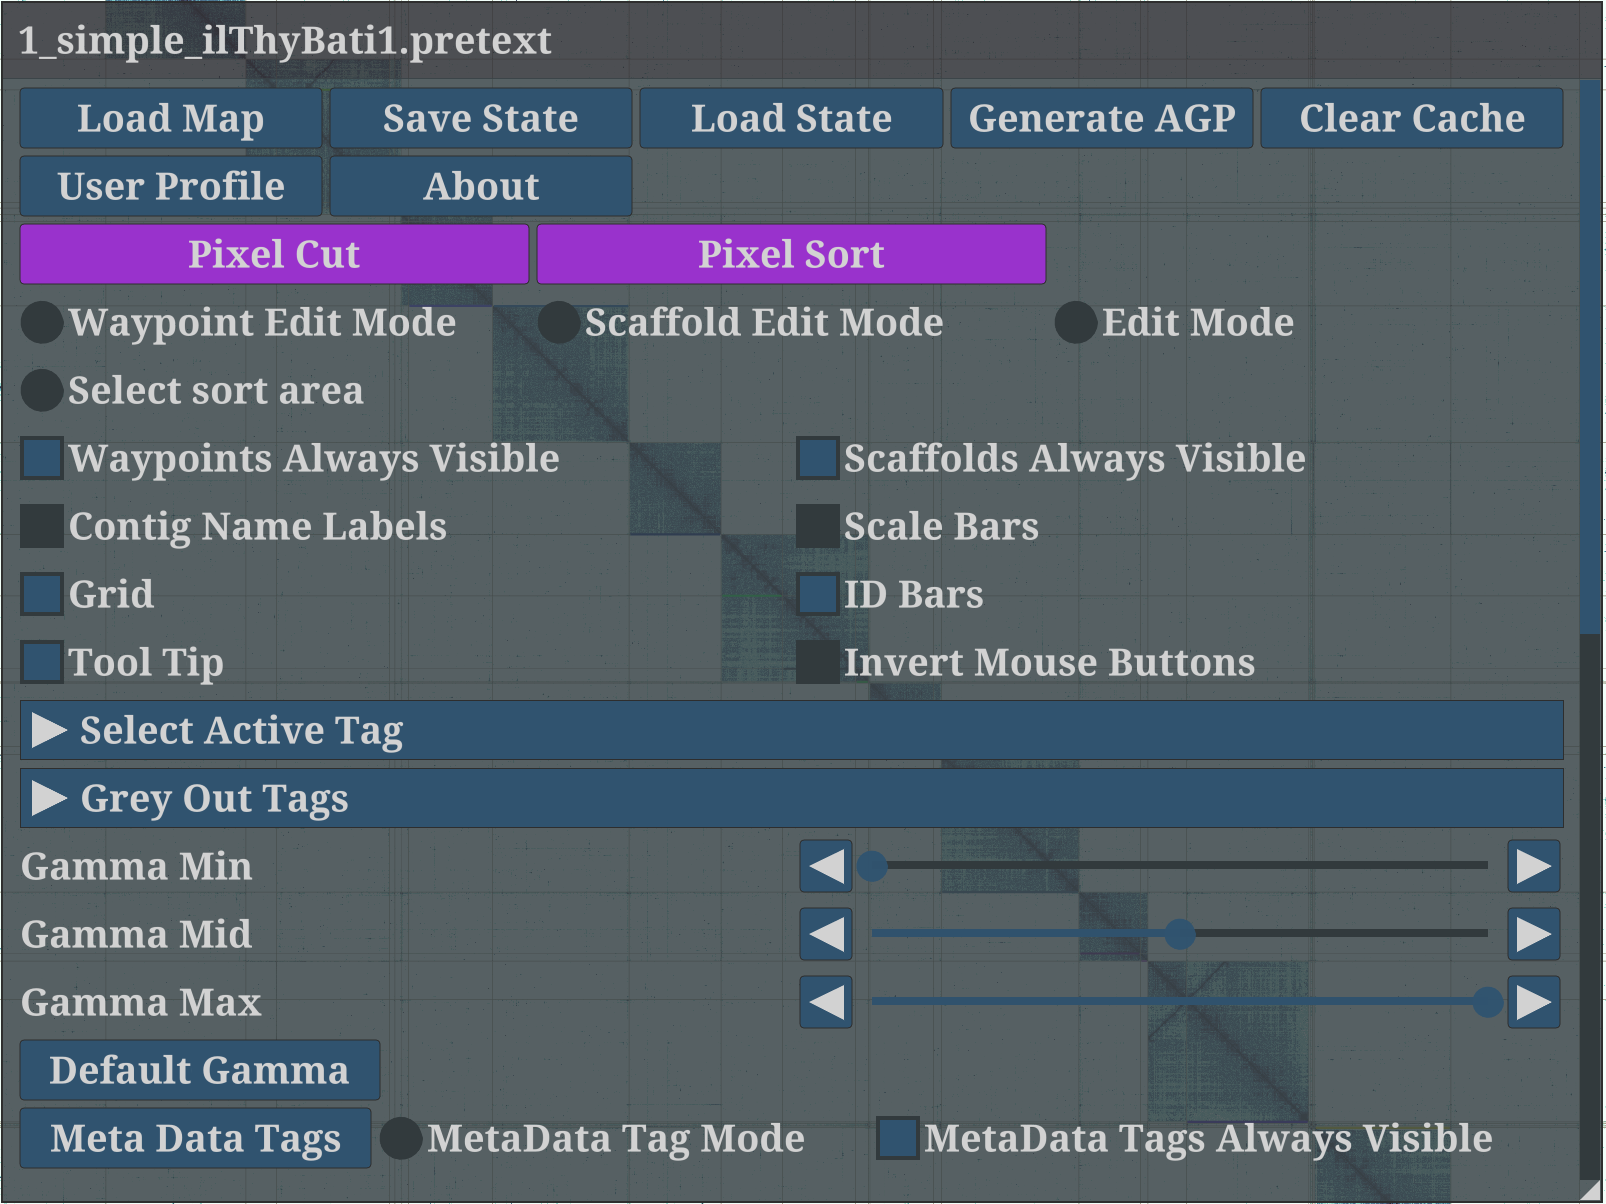 1_simple_ilThyBati1.pretext
Load Map Save State Load State Generate AGP Clear Cache
User Profile About
Pixel Cut Pixel Sort
Waypoint Edit Mode Scaffold Edit Mode Edit Mode
Select sort area
Waypoints Always Visible Scaffolds Always Visible
Contig Name Labels Scale Bars
Grid ID Bars
Tool Tip Invert Mouse Buttons
Select Active Tag
Grey Out Tags
Gamma Min
Gamma Mid
Gamma Max
Default Gamma
Meta Data Tags MetaData Tag Mode MetaData Tags Always Visible